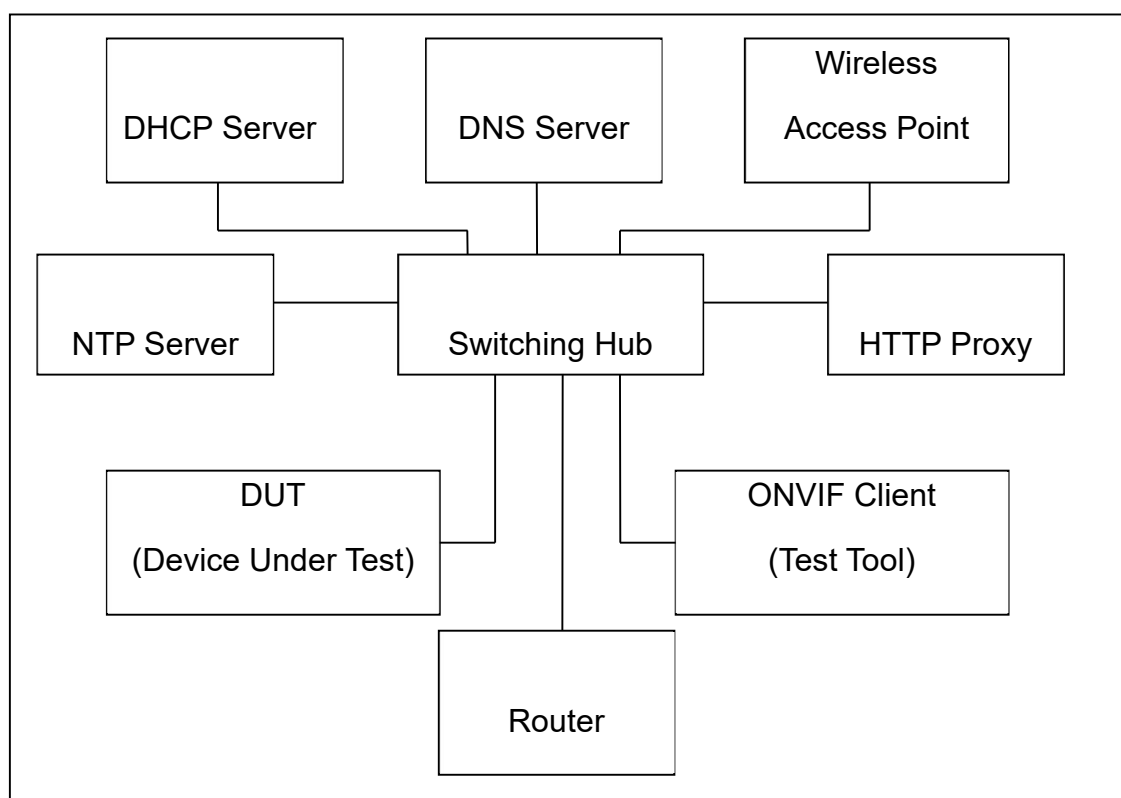 DHCP Server
DNS Server
Wireless
Access Point
NTP Server
Switching Hub
HTTP Proxy
DUT
(Device Under Test)
ONVIF Client
(Test Tool)
Router